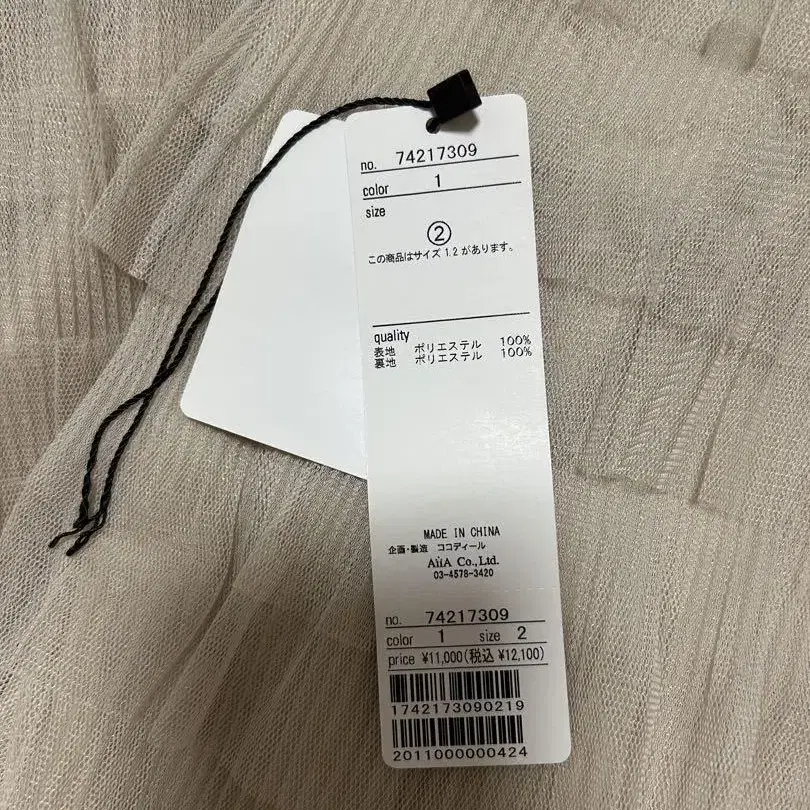 no. 74217309
color 1
size
②
この商品はサイズ 1.2 があります。
quality
表地 ポリエステル 100%
裏地 ポリエステル 100%
MADE IN CHINA
企画・製造 ココディール
AiiA Co.,Ltd.
03-4578-3420
no. 74217309
color 1 size 2
price ¥11,000(税込 ¥12,100)
1742173090219
2011000000424